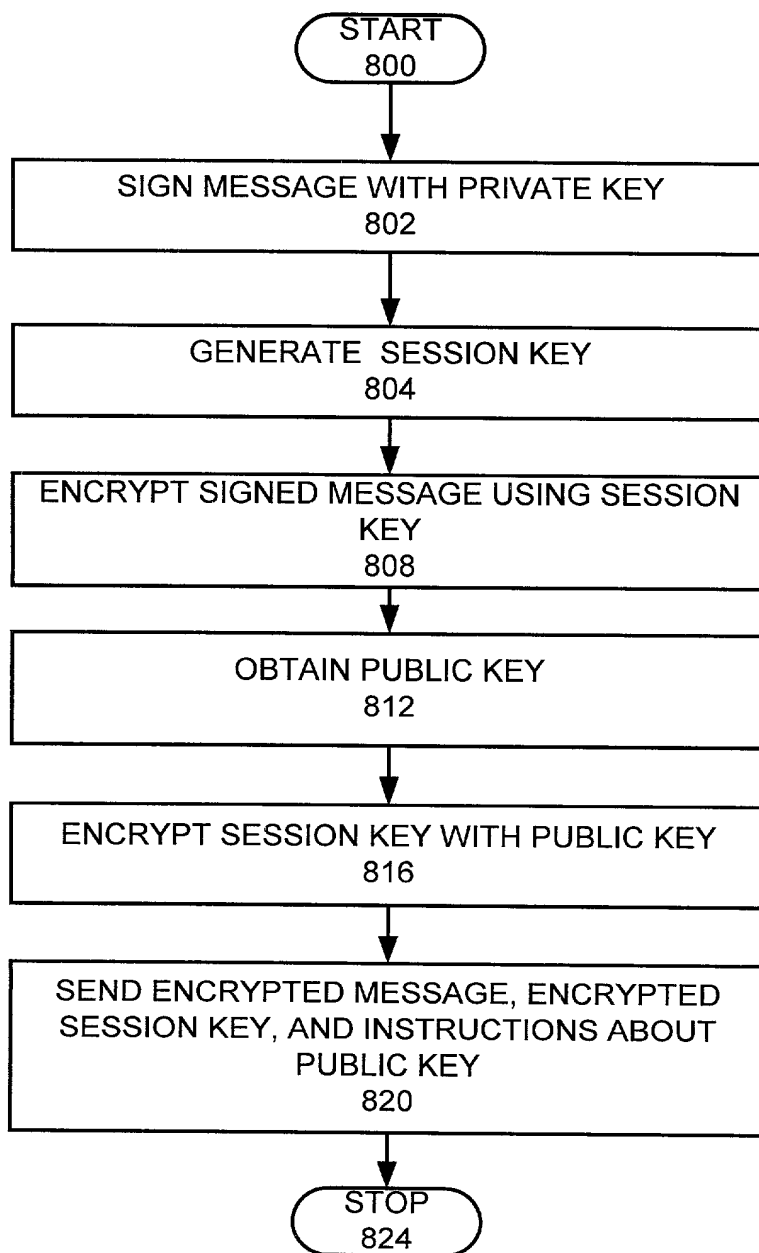 START
800
SIGN MESSAGE WITH PRIVATE KEY
802
GENERATE SESSION KEY
804
ENCRYPT SIGNED MESSAGE USING SESSION
KEY
808
OBTAIN PUBLIC KEY
812
ENCRYPT SESSION KEY WITH PUBLIC KEY
816
SEND ENCRYPTED MESSAGE, ENCRYPTED
SESSION KEY, AND INSTRUCTIONS ABOUT
PUBLIC KEY
820
STOP
824